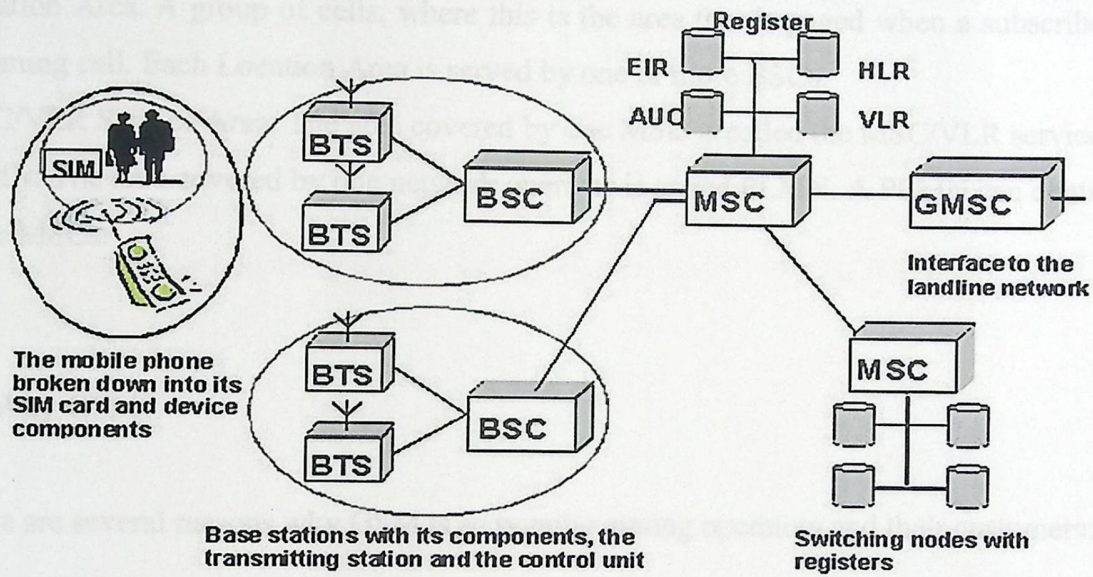 Register
EIR
HLR
AUC
VLR
SIM
BTS
BTS
BSC
MSC
GMSC
Interface to the
landline network
The mobile phone
broken down into its
SIM card and device
components
BTS
BTS
BSC
MSC
Base stations with its components, the
transmitting station and the control unit
Switching nodes with
registers